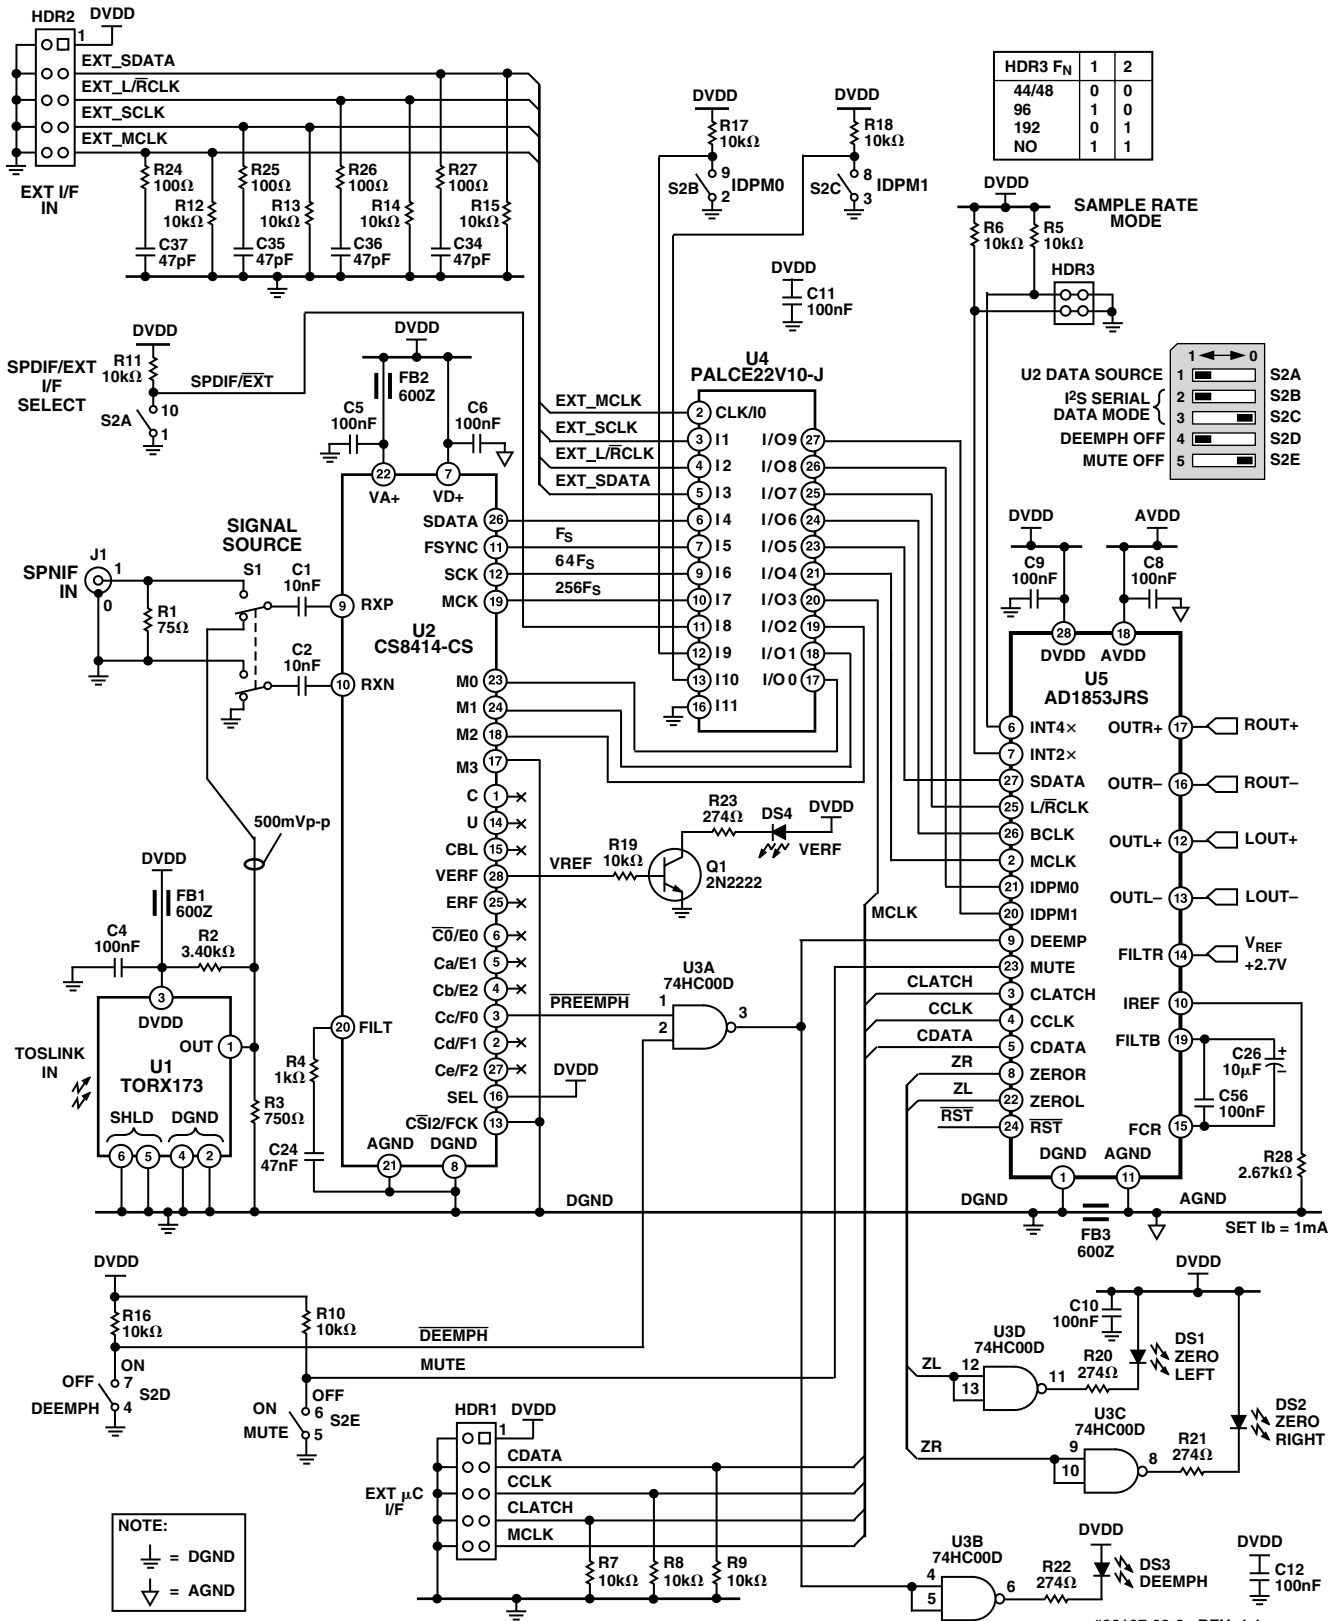 HDR2 DVDD
1
EXT_SDATA
EXT_L/R̅CLK
EXT_SCLK
EXT_MCLK
EXT I/F
IN
R24
100Ω
R25
100Ω
R26
100Ω
R27
100Ω
R12
10kΩ
R13
10kΩ
R14
10kΩ
R15
10kΩ
C37
47pF
C35
47pF
C36
47pF
C34
47pF
DVDD
R17
10kΩ
9
S2B
IDPM0
2
DVDD
R18
10kΩ
8
S2C
IDPM1
3
HDR3 FN 1 2
44/48 0 0
96 1 0
192 0 1
NO 1 1
DVDD
SAMPLE RATE
MODE
R6
10kΩ
R5
10kΩ
HDR3
DVDD
C11
100nF
DVDD
SPDIF/EXT
I/F
SELECT
R11
10kΩ
SPDIF/E̅X̅T̅
10
S2A
1
DVDD
FB2
600Z
C5
100nF
C6
100nF
22
VA+
7
VD+
1 0
U2 DATA SOURCE 1 S2A
I2S SERIAL
DATA MODE
2 S2B
3 S2C
DEEMPH OFF 4 S2D
MUTE OFF 5 S2E
U4
PALCE22V10-J
EXT_MCLK 2 CLK/I0
EXT_SCLK 3 I1
EXT_L/R̅CLK 4 I2
EXT_SDATA 5 I3
6 I4
7 I5
9 I6
10 I7
11 I8
12 I9
13 I10
16 I11
I/O9 27
I/O8 26
I/O7 25
I/O6 24
I/O5 23
I/O4 21
I/O3 20
I/O2 19
I/O1 18
I/O0 17
SIGNAL
SOURCE
J1
1
SPNIF
IN
0
R1
75Ω
S1
C1
10nF
C2
10nF
9 RXP
10 RXN
U2
CS8414-CS
SDATA 26
FSYNC 11 FS
SCK 12 64FS
MCK 19 256FS
M0 23
M1 24
M2 18
M3 17
C 1
U 14
CBL 15
VERF 28
ERF 25
C̅0̅/E0 6
Ca/E1 5
Cb/E2 4
Cc/F0 3
Cd/F1 2
Ce/F2 27
SEL 16
CS̅I2/FCK 13
20 FILT
AGND
21
DGND
8
DVDD
R4
1kΩ
C24
47nF
500mVp-p
DVDD
FB1
600Z
C4
100nF
R2
3.40kΩ
3
DVDD
OUT 1
TOSLINK
IN
U1
TORX173
SHLD DGND
6 5 4 2
R3
750Ω
VREF
R19
10kΩ
Q1
2N2222
R23
274Ω
DS4
DVDD
VERF
P̅R̅E̅E̅M̅P̅H̅
U3A
74HC00D
1
2
3
DVDD
C9
100nF
AVDD
C8
100nF
28
DVDD
18
AVDD
U5
AD1853JRS
6 INT4×
7 INT2×
27 SDATA
25 L/R̅CLK
26 BCLK
2 MCLK
21 IDPM0
20 IDPM1
9 DEEMP
23 MUTE
3 CLATCH
4 CCLK
5 CDATA
8 ZEROR
22 ZEROL
24 R̅S̅T̅
MCLK
CLATCH
CCLK
CDATA
ZR
ZL
R̅S̅T̅
OUTR+ 17 ROUT+
OUTR– 16 ROUT–
OUTL+ 12 LOUT+
OUTL– 13 LOUT–
FILTR 14 VREF
+2.7V
IREF 10
FILTB 19
FCR 15
C26
10µF
+
–
C56
100nF
R28
2.67kΩ
DGND
1
AGND
11
DGND
AGND
FB3
600Z
SET Ib = 1mA
DVDD
R16
10kΩ
R10
10kΩ
D̅E̅E̅M̅P̅H̅
MUTE
ON
OFF 7
S2D
DEEMPH 4
OFF
ON 6
S2E
MUTE 5
HDR1 DVDD
1
CDATA
CCLK
CLATCH
MCLK
EXT µC
I/F
R7
10kΩ
R8
10kΩ
R9
10kΩ
DVDD
C10
100nF
U3D
74HC00D
ZL 12
13
11
R20
274Ω
DS1
ZERO
LEFT
U3C
74HC00D
ZR 9
10
8
R21
274Ω
DS2
ZERO
RIGHT
U3B
74HC00D
4
5
6
R22
274Ω
DVDD
DS3
DEEMPH
DVDD
C12
100nF
NOTE:
= DGND
= AGND